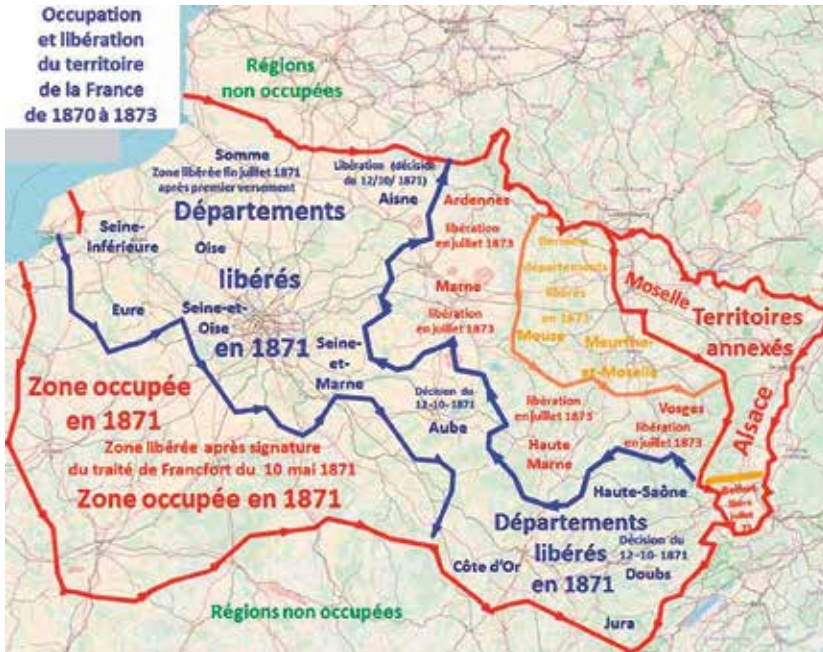 Occupation
et libération
du territoire
de la France
de 1870 à 1873
Régions
non occupées
Somme
Zone libérée fin juillet 1871
après premier versement
Libération (décision
du 12/10/ 1871)
Aisne
Départements
libérés
en 1871
Seine-
Inférieure
Oise
Eure
Seine-et-
Oise
Seine-
et-
Marne
Ardennes
libération
en juillet 1873
Marne
libération
en juillet 1873
Derniers
départements
libérés
en 1873
Meuse
Meurthe-
et-Moselle
Moselle
Territoires
annexés
Alsace
Zone occupée
en 1871
Zone libérée après signature
du traité de Francfort du 10 mai 1871
Zone occupée en 1871
Décision du
12-10-1871
Aube
libération
en juillet 1873
Haute
Marne
Vosges
libération
en juillet 1873
Haute-Saône
Belfort
juillet
Départements
libérés
en 1871
Décision du
12-10- 1871
Doubs
Côte d'Or
Jura
Régions non occupées